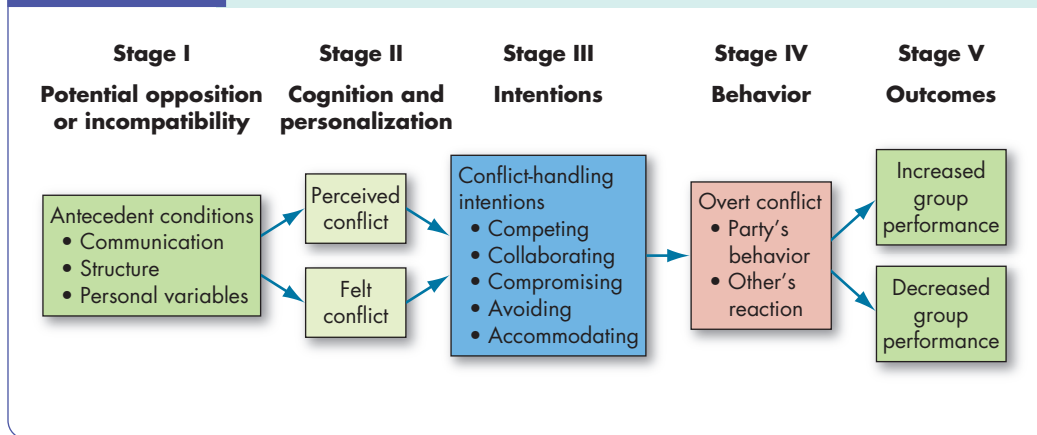 Stage I
Potential opposition
or incompatibility
Stage II
Cognition and
personalization
Stage III
Intentions
Stage IV
Behavior
Stage V
Outcomes
Antecedent conditions
• Communication
• Structure
• Personal variables
Perceived
conflict
Felt
conflict
Conflict-handling
intentions
• Competing
• Collaborating
• Compromising
• Avoiding
• Accommodating
Overt conflict
• Party's
behavior
• Other's
reaction
Increased
group
performance
Decreased
group
performance